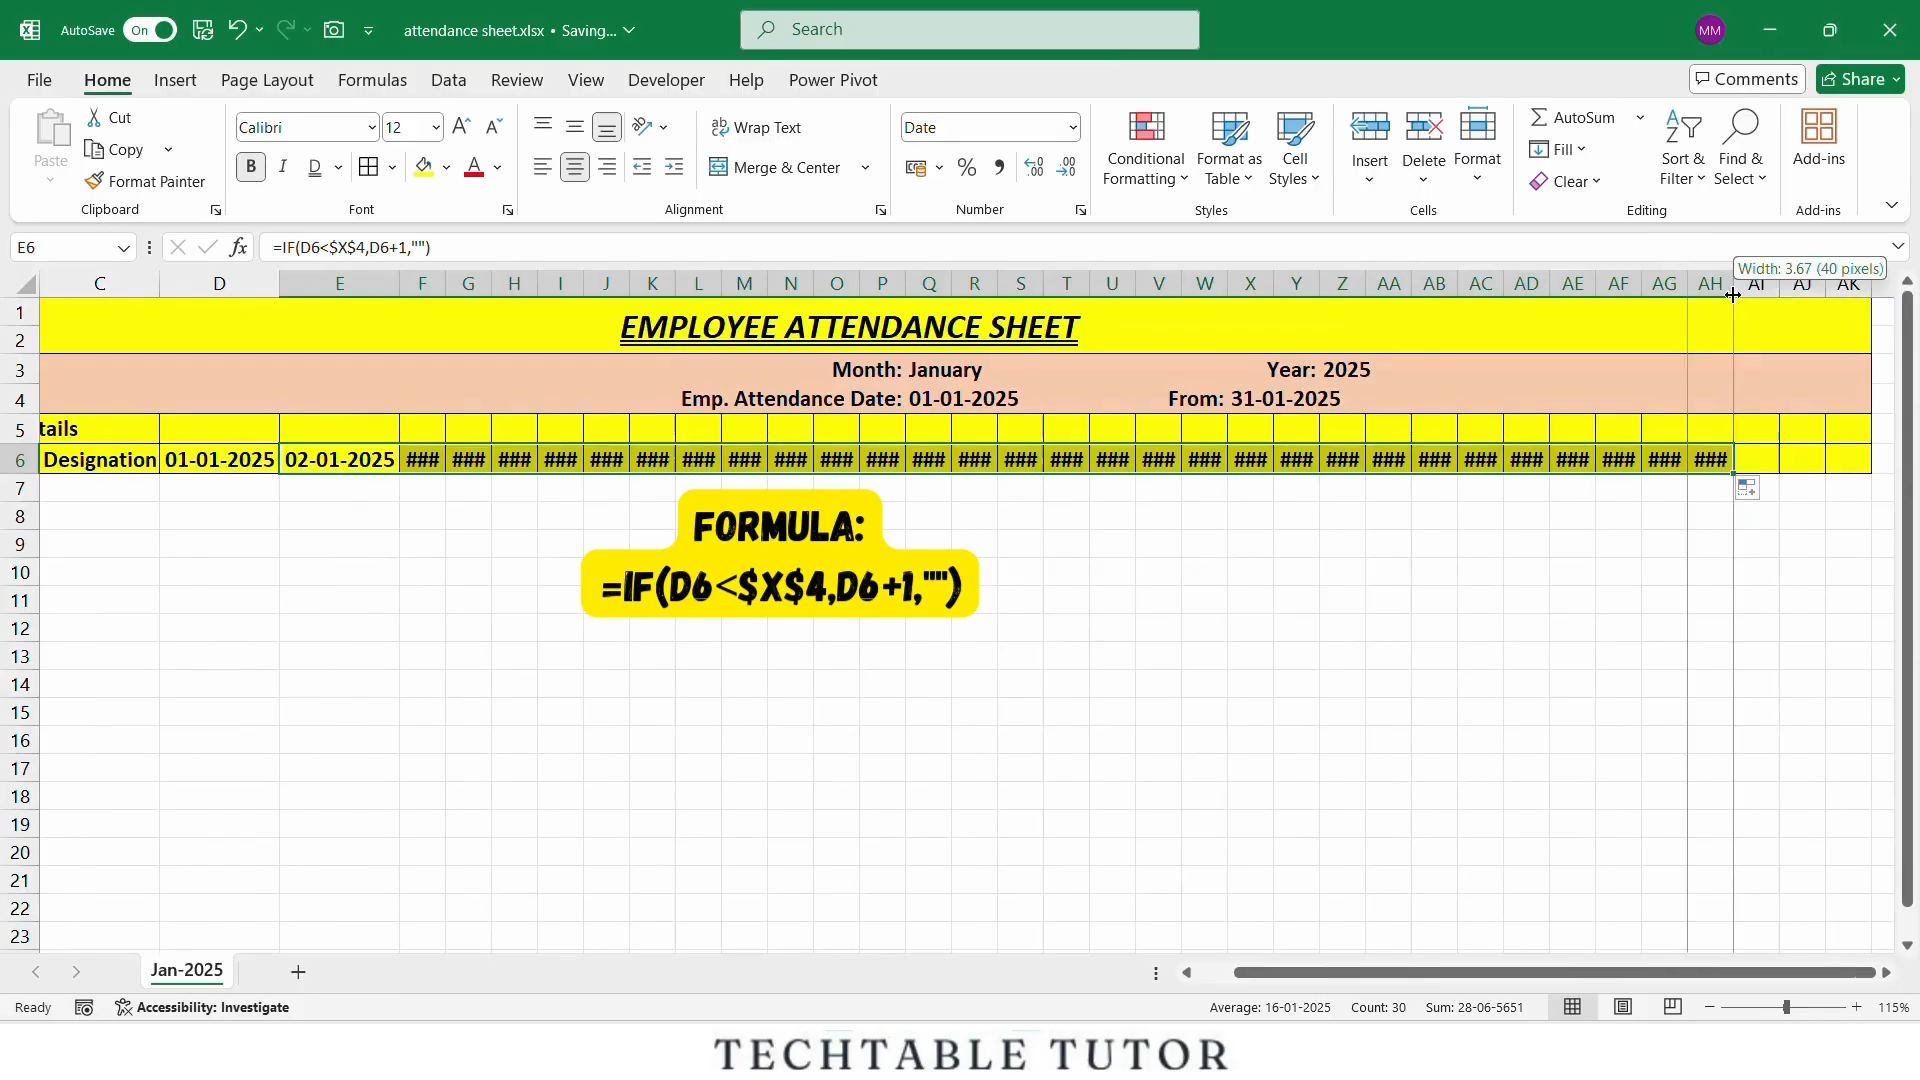 AutoSave On attendance sheet.xlsx • Saving... Search MM
File Home Insert Page Layout Formulas Data Review View Developer Help Power Pivot Comments Share
Paste Cut Copy Format Painter Clipboard
Calibri 12 B I D A Font
ab Wrap Text Merge & Center Alignment
Date % Number
Conditional Formatting Format as Table Cell Styles Styles
Insert Delete Format Cells
AutoSum Fill Clear Sort & Filter Find & Select Editing
Add-ins Add-ins
E6 fx =IF(D6<$X$4,D6+1,"")
Width: 3.67 (40 pixels)
C D E F G H I J K L M N O P Q R S T U V W X Y Z AA AB AC AD AE AF AG AH AI AJ AK
1 EMPLOYEE ATTENDANCE SHEET
2
3 Month: January Year: 2025
4 Emp. Attendance Date: 01-01-2025 From: 31-01-2025
5 tails
6 Designation 01-01-2025 02-01-2025 ### ### ### ### ### ### ### ### ### ### ### ### ### ### ### ### ### ### ### ### ### ### ### ### ### ### ### ### ###
7
8
FORMULA:
9
10
=IF(D6<$X$4,D6+1,"")
11
12
13
14
15
16
17
18
19
20
21
22
23
Jan-2025
Ready Accessibility: Investigate Average: 16-01-2025 Count: 30 Sum: 28-06-5651 115%
TECHTABLE TUTOR